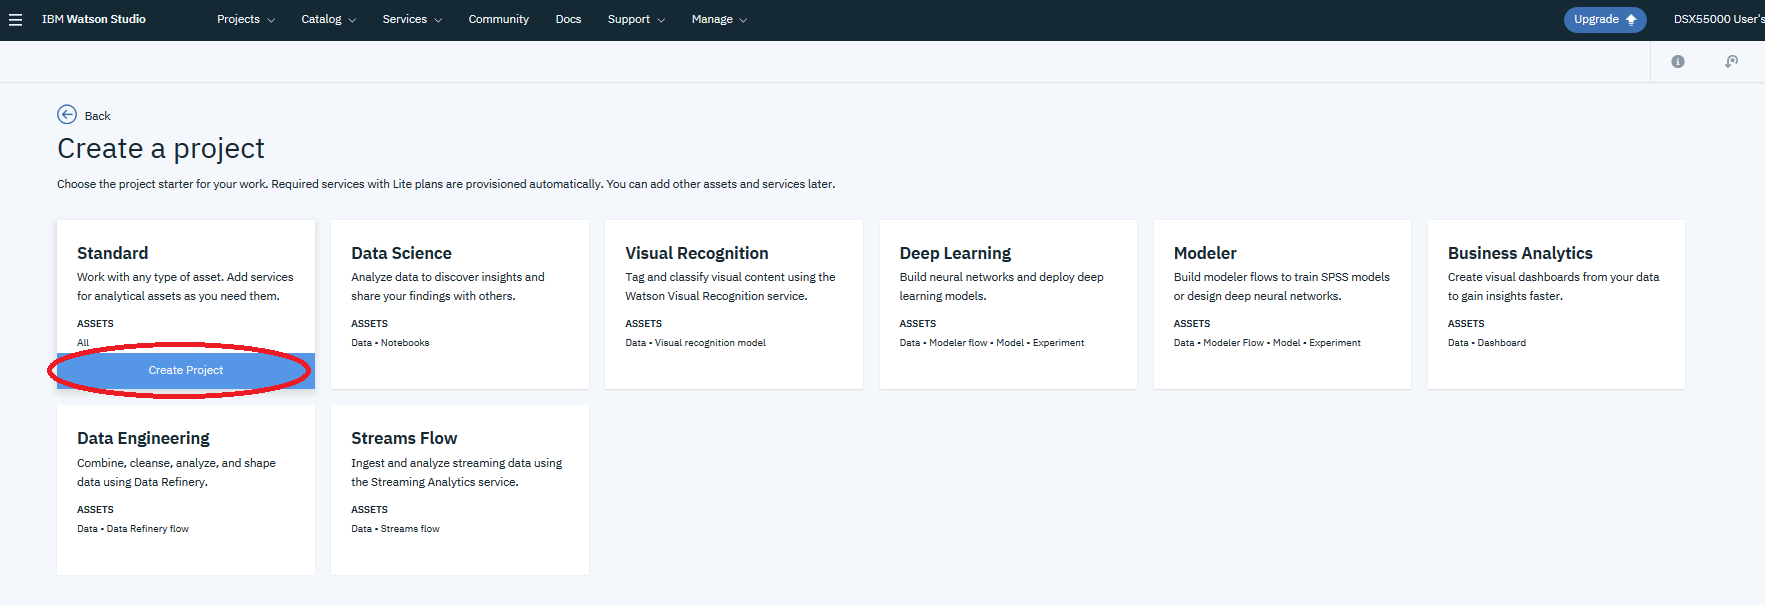 IBM Watson Studio Projects Catalog Services Community Docs Support Manage Upgrade DSX55000 User's
Back
Create a project
Choose the project starter for your work. Required services with Lite plans are provisioned automatically. You can add other assets and services later.
Standard
Work with any type of asset. Add services
for analytical assets as you need them.
ASSETS
All
Create Project
Data Science
Analyze data to discover insights and
share your findings with others.
ASSETS
Data • Notebooks
Visual Recognition
Tag and classify visual content using the
Watson Visual Recognition service.
ASSETS
Data • Visual recognition model
Deep Learning
Build neural networks and deploy deep
learning models.
ASSETS
Data • Modeler flow • Model • Experiment
Modeler
Build modeler flows to train SPSS models
or design deep neural networks.
ASSETS
Data • Modeler Flow • Model • Experiment
Business Analytics
Create visual dashboards from your data
to gain insights faster.
ASSETS
Data • Dashboard
Data Engineering
Combine, cleanse, analyze, and shape
data using Data Refinery.
ASSETS
Data • Data Refinery flow
Streams Flow
Ingest and analyze streaming data using
the Streaming Analytics service.
ASSETS
Data • Streams flow